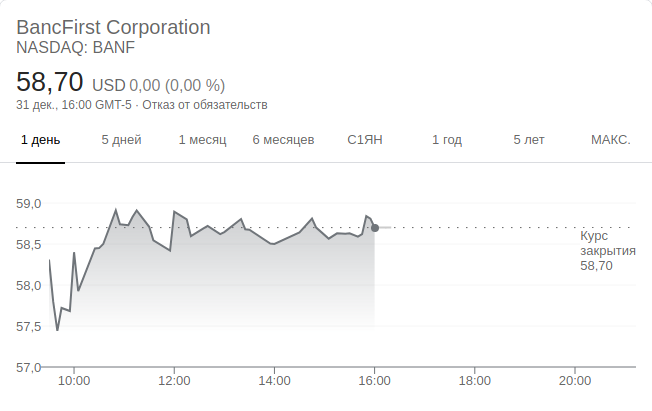 BancFirst Corporation
NASDAQ: BANF
58,70 USD 0,00 (0,00 %)
31 дек., 16:00 GMT-5 · Отказ от обязательств
1 день 5 дней 1 месяц 6 месяцев С1ЯН 1 год 5 лет МАКС.
59,0
58,5
58,0
57,5
57,0
Курс
закрытия
58,70
10:00 12:00 14:00 16:00 18:00 20:00